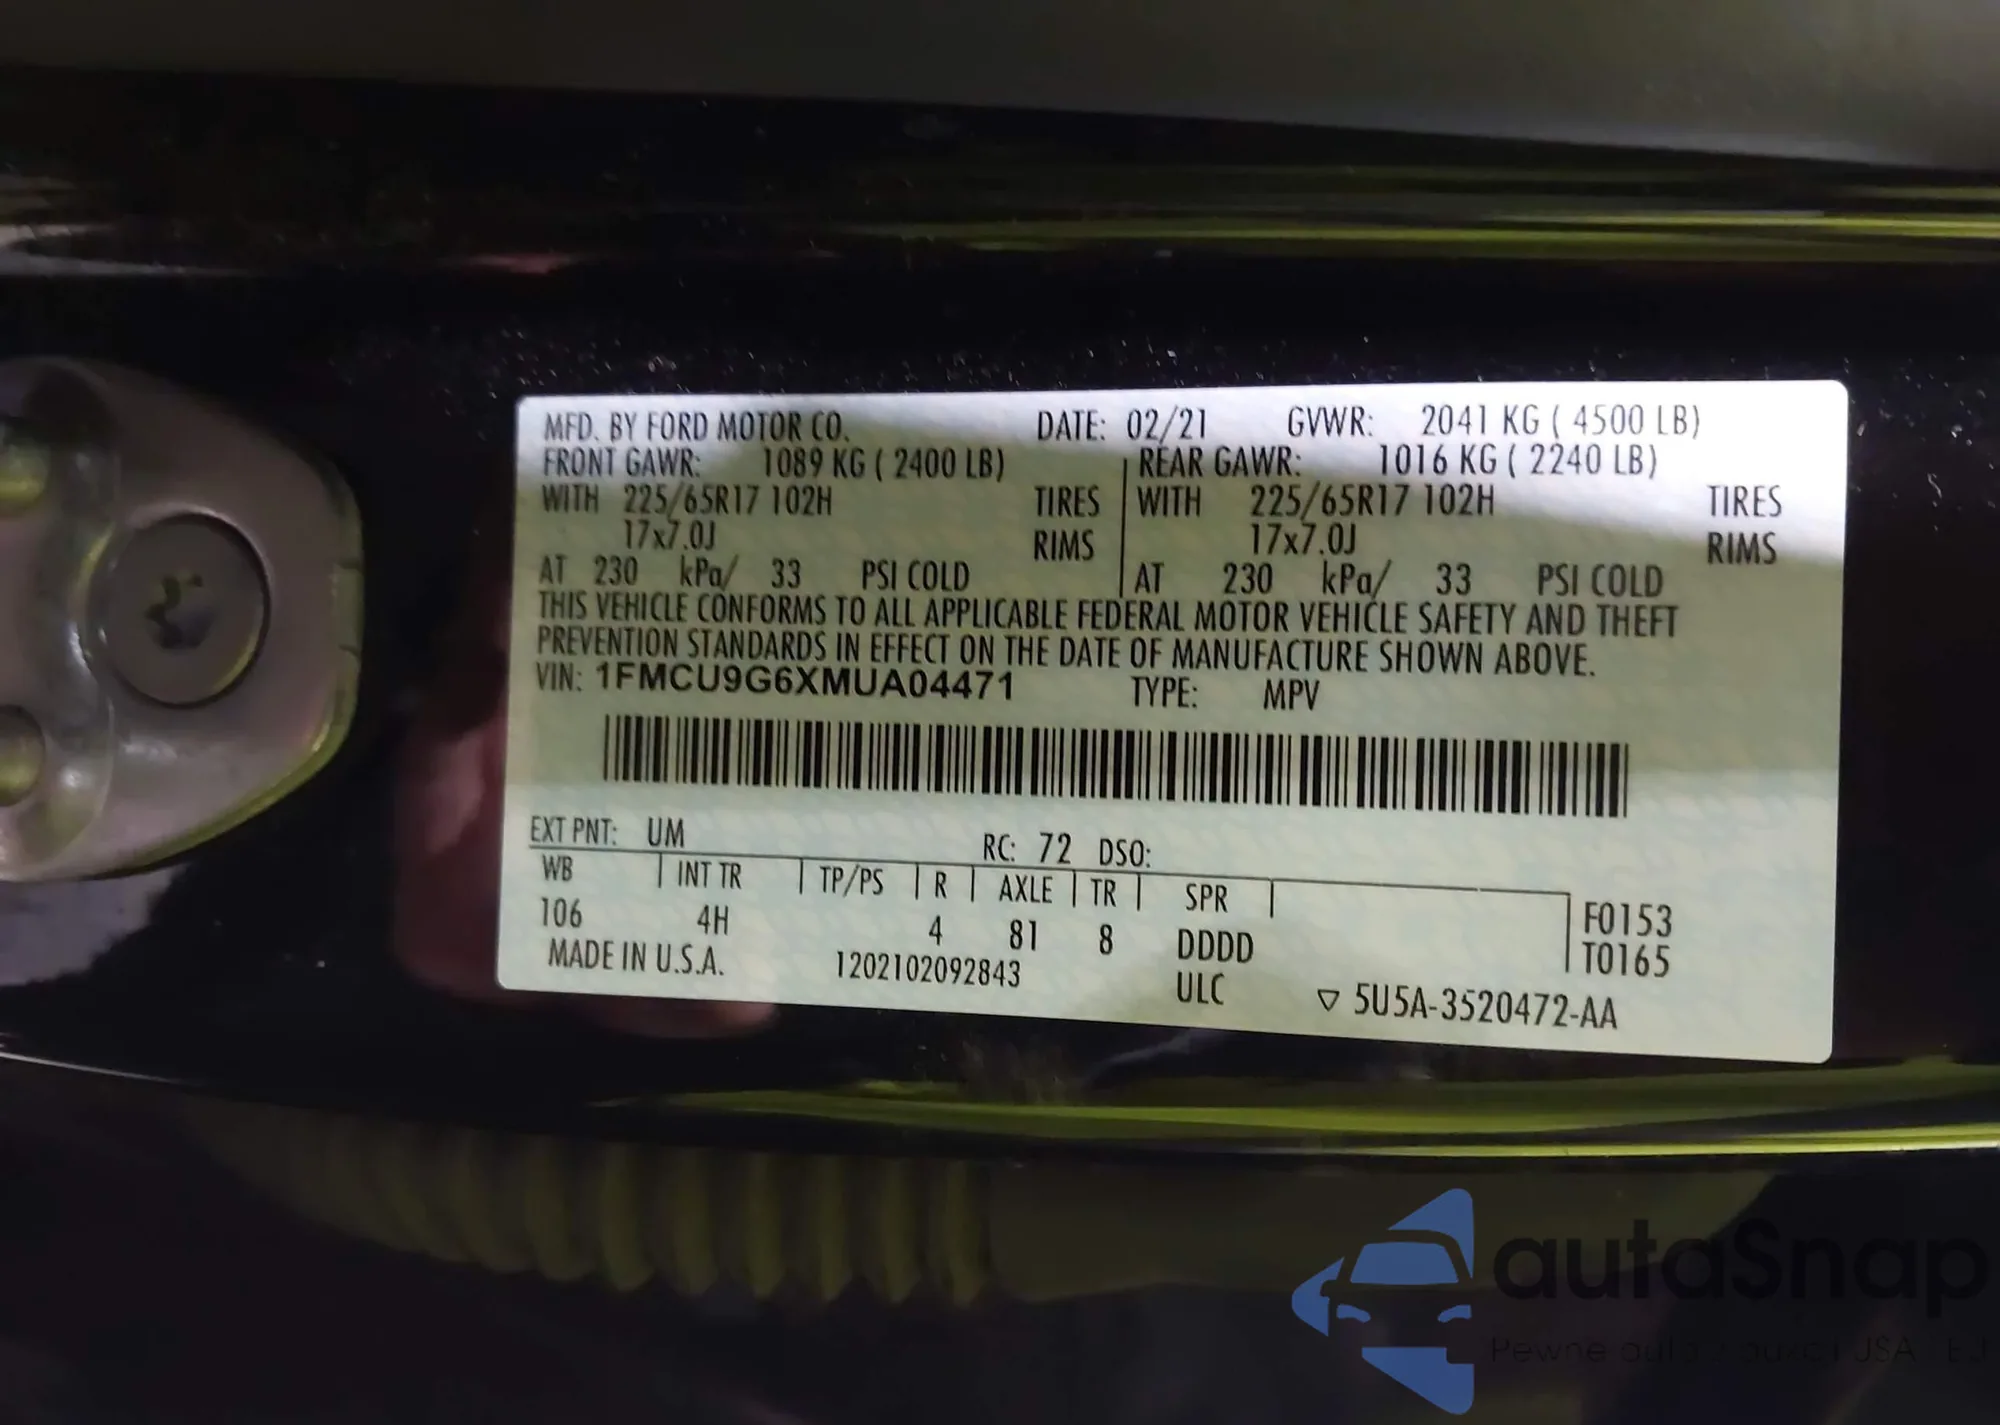 MFD. BY FORD MOTOR CO. DATE: 02/21 GVWR: 2041 KG ( 4500 LB)
FRONT GAWR: 1089 KG ( 2400 LB) REAR GAWR: 1016 KG ( 2240 LB)
WITH 225/65R17 102H TIRES WITH 225/65R17 102H TIRES
17x7.0J RIMS 17x7.0J RIMS
AT 230 kPa/ 33 PSI COLD AT 230 kPa/ 33 PSI COLD
THIS VEHICLE CONFORMS TO ALL APPLICABLE FEDERAL MOTOR VEHICLE SAFETY AND THEFT
PREVENTION STANDARDS IN EFFECT ON THE DATE OF MANUFACTURE SHOWN ABOVE.
VIN: 1FMCU9G6XMUA04471 TYPE: MPV
EXT PNT: UM RC: 72 DSO:
WB INT TR TP/PS R AXLE TR SPR
106 4H 4 81 8 DDDD F0153
T0165
MADE IN U.S.A. 1202102092843 ULC ▽ 5U5A-3520472-AA
autaSnap
Pewne auta z aukcji USA